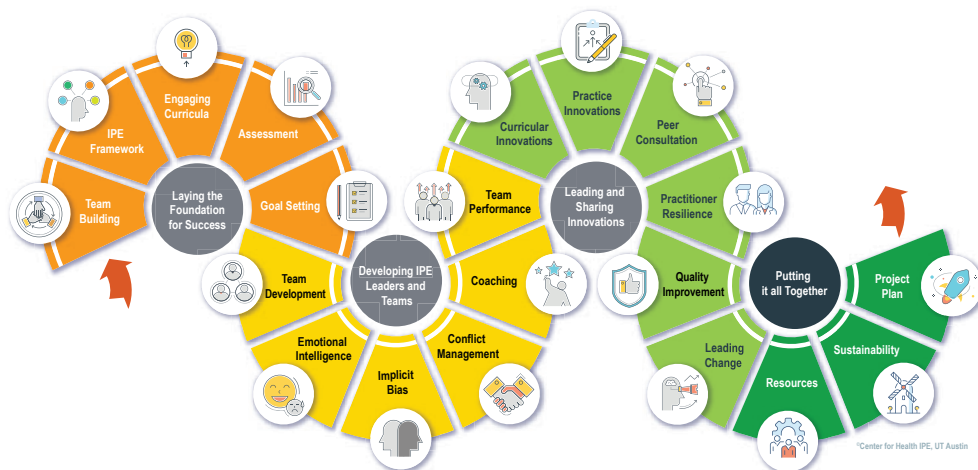 Team
Building
IPE
Framework
Engaging
Curricula
Assessment
Goal Setting
Laying the
Foundation
for Success
Team
Development
Emotional
Intelligence
Implicit
Bias
Conflict
Management
Coaching
Team
Performance
Developing IPE
Leaders and
Teams
Curricular
Innovations
Practice
Innovations
Peer
Consultation
Practitioner
Resilience
Quality
Improvement
Leading
Change
Leading and
Sharing
Innovations
Resources
Sustainability
Project
Plan
Putting
it all Together
©Center for Health IPE, UT Austin